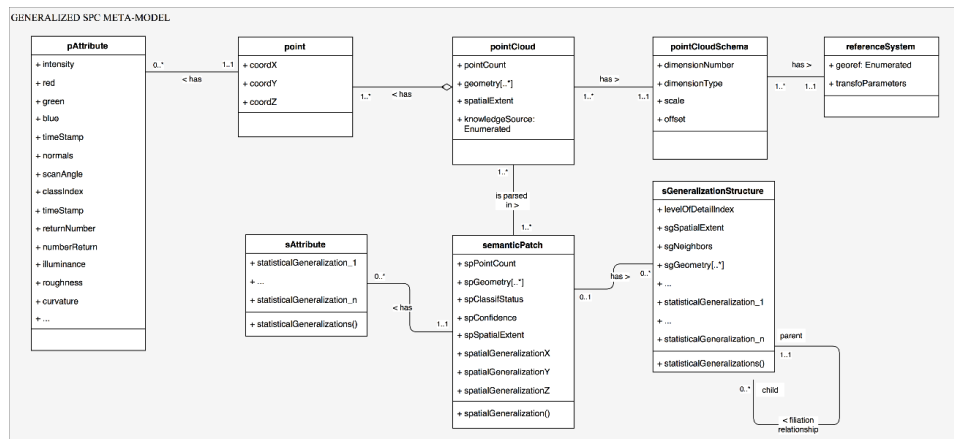 GENERALIZED SPC META-MODEL
pAttribute
+ intensity
+ red
+ green
+ blue
+ timeStamp
+ normals
+ scanAngle
+ classIndex
+ timeStamp
+ returnNumber
+ numberReturn
+ illuminance
+ roughness
+ curvature
+ ...
0..*
1..1
< has
point
+ coordX
+ coordY
+ coordZ
1..*
< has
pointCloud
+ pointCount
+ geometry[..*]
+ spatialExtent
+ knowledgeSource:
Enumerated
has >
1..*
1..1
pointCloudSchema
+ dimensionNumber
+ dimensionType
+ scale
+ offset
has >
1..*
1..1
referenceSystem
+ georef: Enumerated
+ transfoParameters
1..*
is parsed
in >
1..*
sAttribute
+ statisticalGeneralization_1
+ ...
+ statisticalGeneralization_n
+ statisticalGeneralizations()
0..*
< has
1..1
semanticPatch
+ spPointCount
+ spGeometry[..*]
+ spClassifStatus
+ spConfidence
+ spSpatialExtent
+ spatialGeneralizationX
+ spatialGeneralizationY
+ spatialGeneralizationZ
+ spatialGeneralization()
has >
0..*
0..1
sGeneralizationStructure
+ levelOfDetailIndex
+ sgSpatialExtent
+ sgNeighbors
+ sgGeometry[..*]
+ ...
+ statisticalGeneralization_1
+ ...
+ statisticalGeneralization_n
+ statisticalGeneralizations()
parent
1..1
0..*
child
< filiation
relationship